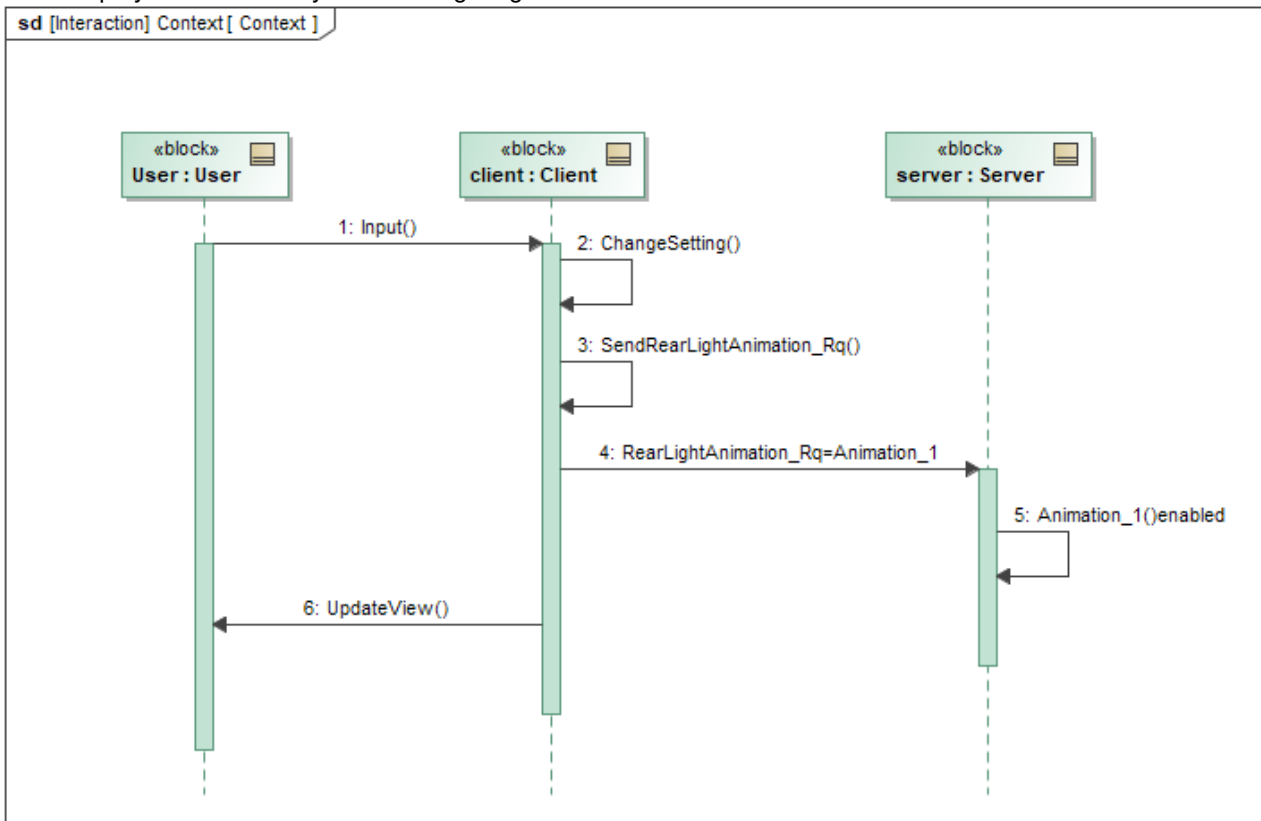 sd [Interaction] Context [ Context ]
«block»
User : User
«block»
client : Client
«block»
server : Server
1: Input()
2: ChangeSetting()
3: SendRearLightAnimation_Rq()
4: RearLightAnimation_Rq=Animation_1
5: Animation_1()enabled
6: UpdateView()